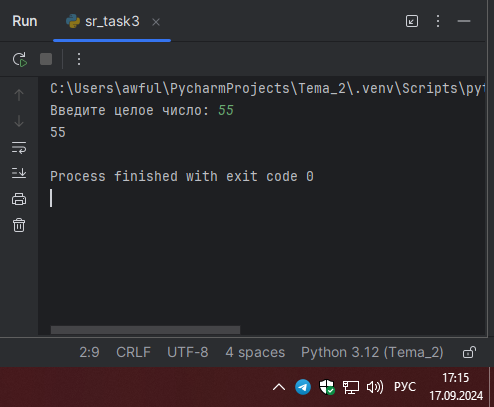 Run sr_task3
C:\Users\awful\PycharmProjects\Tema_2\.venv\Scripts\pyt
Введите целое число: 55
55
Process finished with exit code 0
2:9 CRLF UTF-8 4 spaces Python 3.12 (Tema_2)
РУС
17:15
17.09.2024